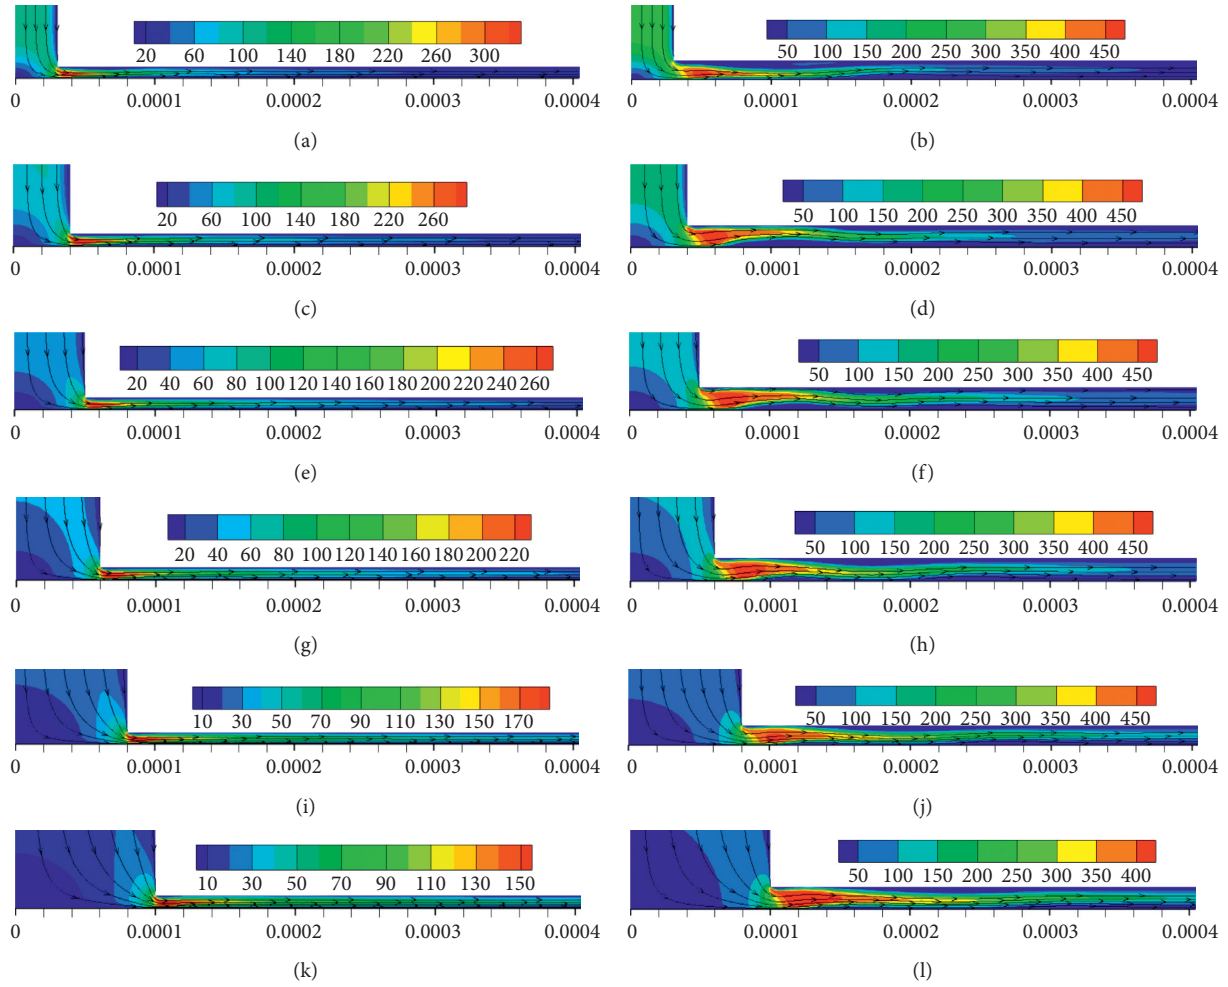 20 60 100 140 180 220 260 300
0 0.0001 0.0002 0.0003 0.0004
(a)
50 100 150 200 250 300 350 400 450
0 0.0001 0.0002 0.0003 0.0004
(b)
20 60 100 140 180 220 260
0 0.0001 0.0002 0.0003 0.0004
(c)
50 100 150 200 250 300 350 400 450
0 0.0001 0.0002 0.0003 0.0004
(d)
20 40 60 80 100 120 140 160 180 200 220 240 260
0 0.0001 0.0002 0.0003 0.0004
(e)
50 100 150 200 250 300 350 400 450
0 0.0001 0.0002 0.0003 0.0004
(f)
20 40 60 80 100 120 140 160 180 200 220
0 0.0001 0.0002 0.0003 0.0004
(g)
50 100 150 200 250 300 350 400 450
0 0.0001 0.0002 0.0003 0.0004
(h)
10 30 50 70 90 110 130 150 170
0 0.0001 0.0002 0.0003 0.0004
(i)
50 100 150 200 250 300 350 400 450
0 0.0001 0.0002 0.0003 0.0004
(j)
10 30 50 70 90 110 130 150
0 0.0001 0.0002 0.0003 0.0004
(k)
50 100 150 200 250 300 350 400
0 0.0001 0.0002 0.0003 0.0004
(l)